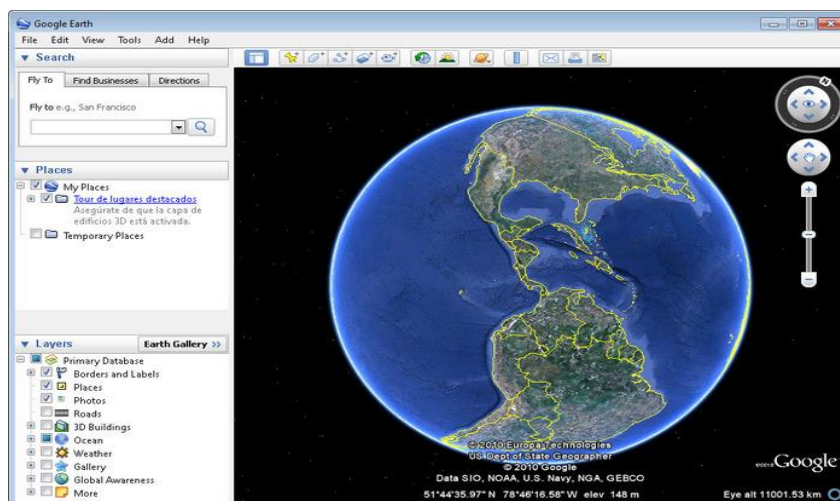 Google Earth
File Edit View Tools Add Help
Search
Fly To Find Businesses Directions
Fly to e.g., San Francisco
Places
My Places
Tour de lugares destacados
Asegúrate de que la capa de
edificios 3D está activada.
Temporary Places
Layers Earth Gallery >>
Primary Database
Borders and Labels
Places
Photos
Roads
3D Buildings
Ocean
Weather
Gallery
Global Awareness
More
N
© 2010 Europa Technologies
US Dept of State Geographer
© 2010 Google
Data SIO, NOAA, U.S. Navy, NGA, GEBCO
©2010 Google
51°44'35.97" N 78°46'16.58" W elev 148 m
Eye alt 11001.53 km